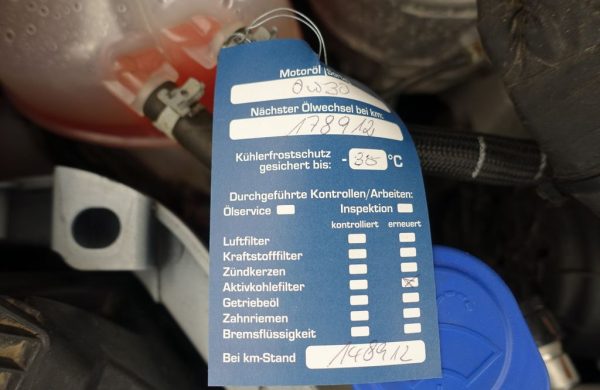 Motoröl
0W30
Nächster Ölwechsel bei km:
178912
Kühlerfrostschutz
gesichert bis: -35 °C
Durchgeführte Kontrollen/Arbeiten:
Ölservice Inspektion
kontrolliert erneuert
Luftfilter
Kraftstofffilter
Zündkerzen
Aktivkohlefilter x
Getriebeöl
Zahnriemen
Bremsflüssigkeit
Bei km-Stand 148912